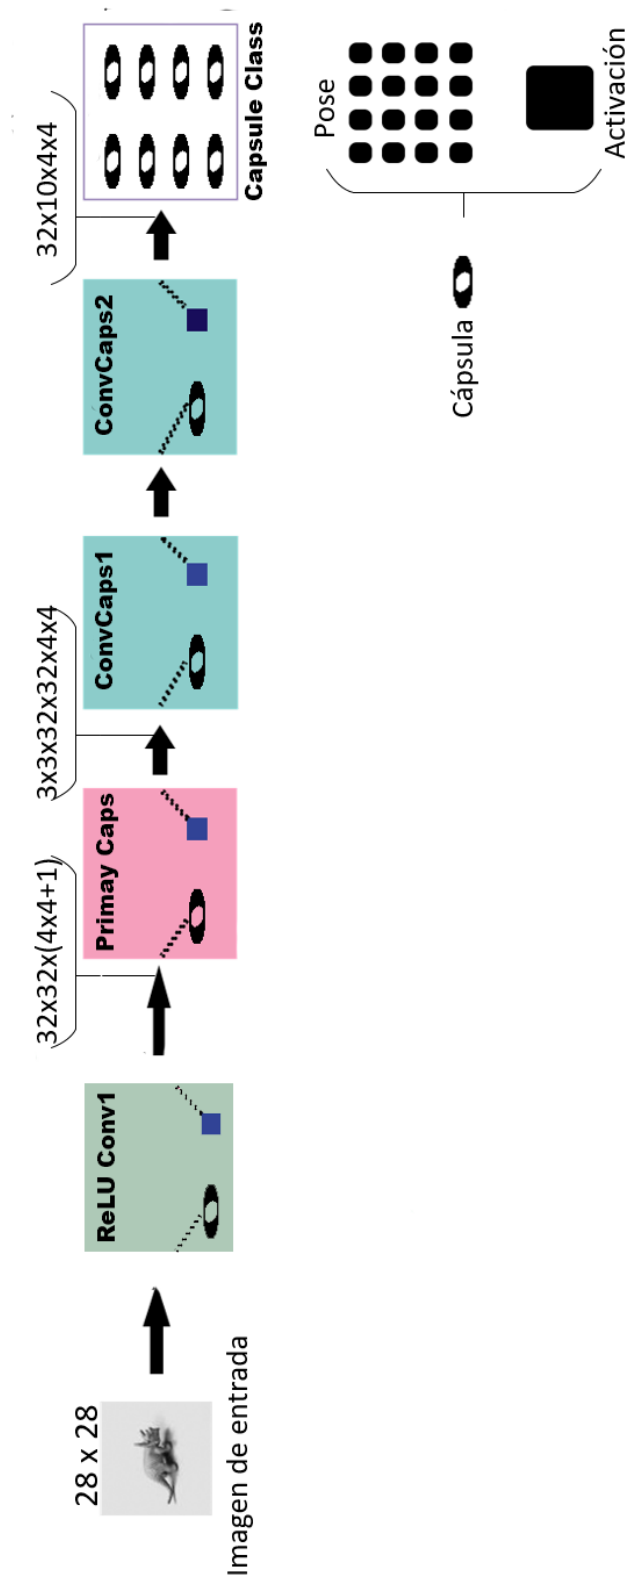 28 x 28
Imagen de entrada
ReLU Conv1
32x32x(4x4+1)
Primay Caps
3x3x32x32x4x4
ConvCaps1
ConvCaps2
32x10x4x4
Capsule Class
Cápsula
Pose
Activación